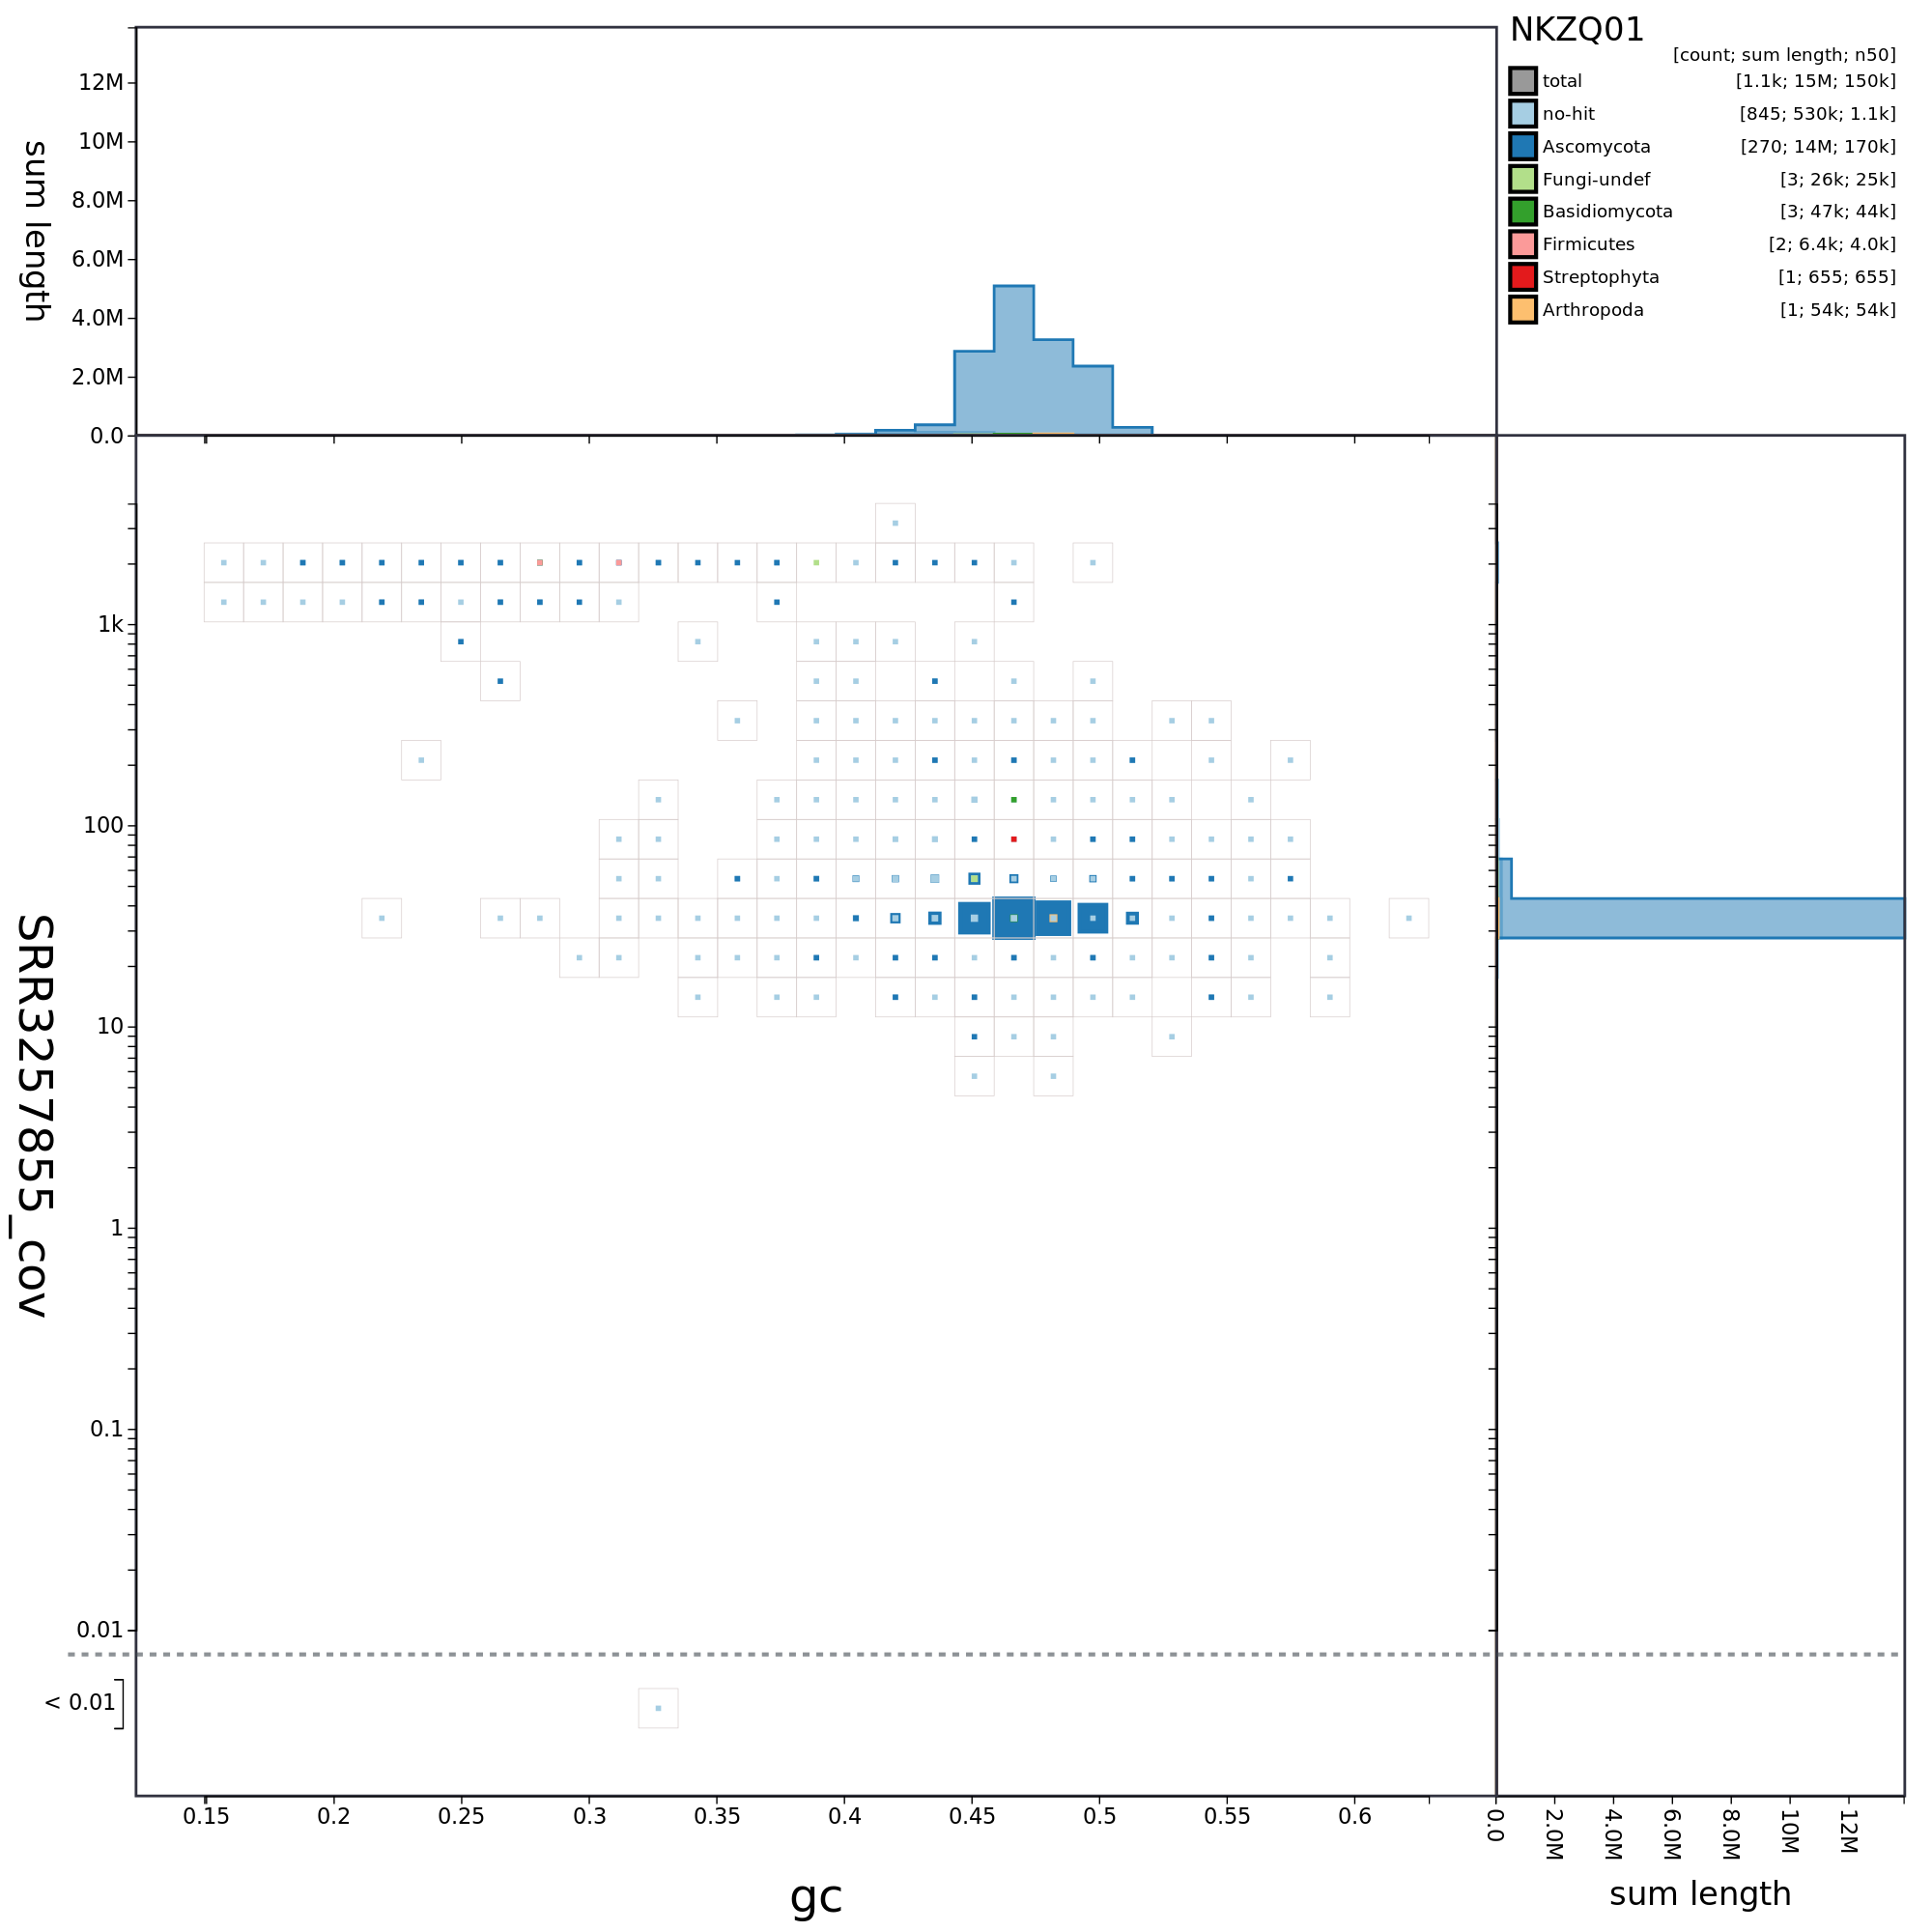 NKZQ01
[count; sum length; n50]
total [1.1k; 15M; 150k]
no-hit [845; 530k; 1.1k]
Ascomycota [270; 14M; 170k]
Fungi-undef [3; 26k; 25k]
Basidiomycota [3; 47k; 44k]
Firmicutes [2; 6.4k; 4.0k]
Streptophyta [1; 655; 655]
Arthropoda [1; 54k; 54k]
sum length
12M
10M
8.0M
6.0M
4.0M
2.0M
0.0
SRR3257855_cov
1k
100
10
1
0.1
0.01
< 0.01
0.15 0.2 0.25 0.3 0.35 0.4 0.45 0.5 0.55 0.6
gc
0.0 2.0M 4.0M 6.0M 8.0M 10M 12M
sum length